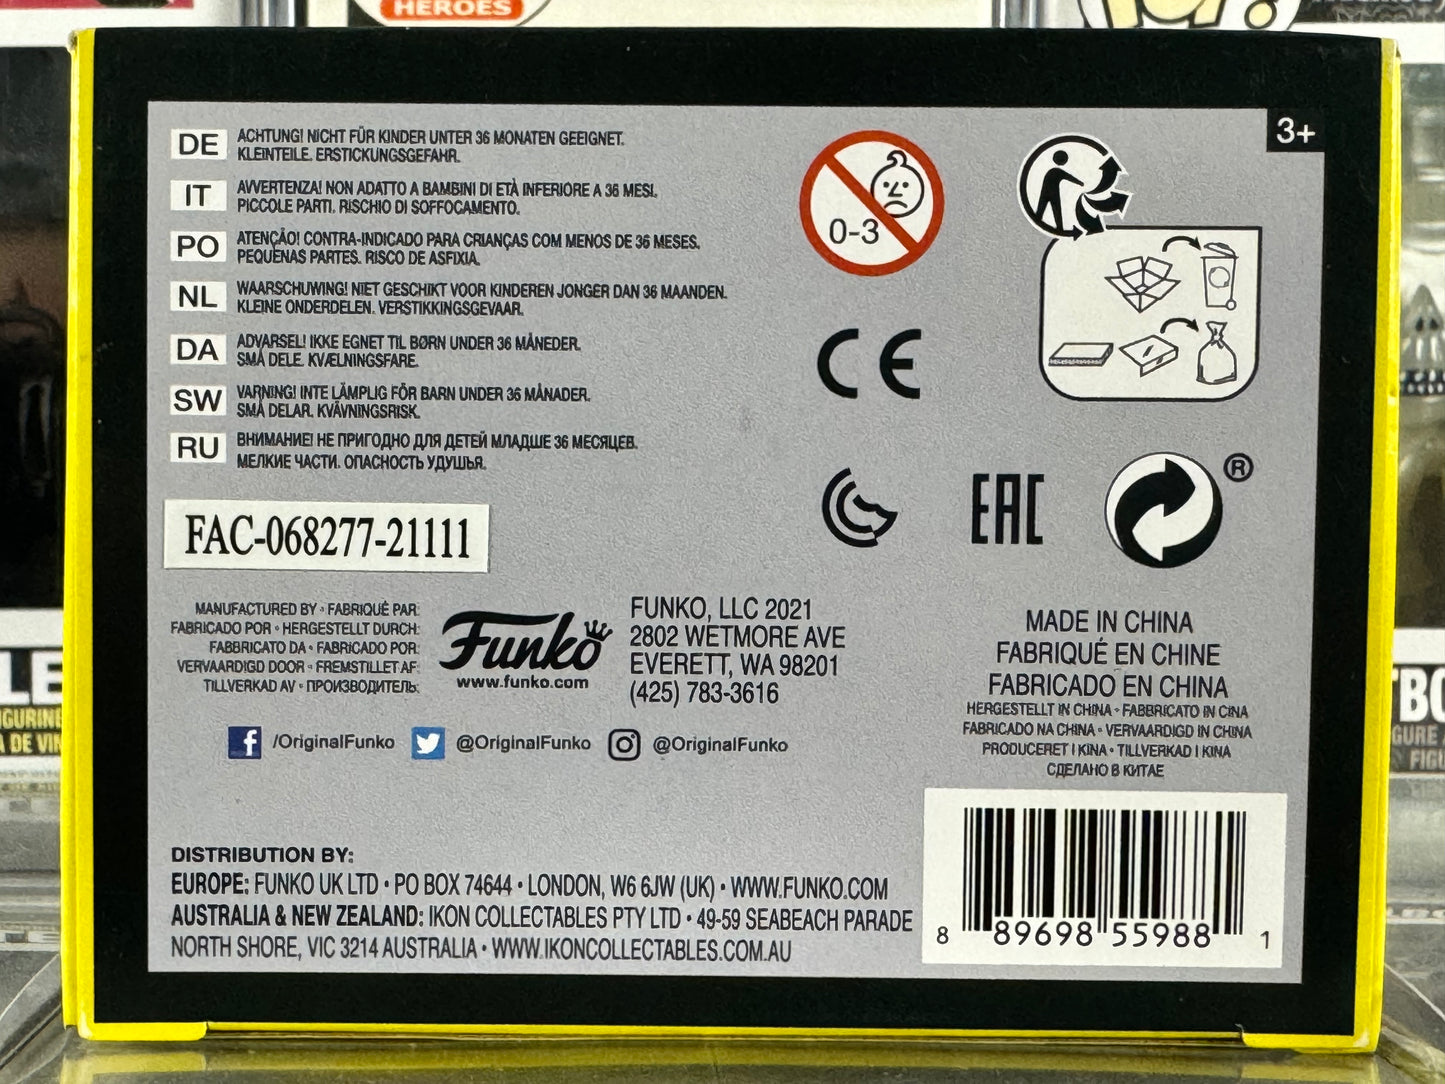 HEROES
3+
DE ACHTUNG! NICHT FÜR KINDER UNTER 36 MONATEN GEEIGNET.
KLEINTEILE. ERSTICKUNGSGEFAHR.
IT AVVERTENZA! NON ADATTO A BAMBINI DI ETÀ INFERIORE A 36 MESI.
PICCOLE PARTI. RISCHIO DI SOFFOCAMENTO.
PO ATENÇÃO! CONTRA-INDICADO PARA CRIANÇAS COM MENOS DE 36 MESES.
PEQUENAS PARTES. RISCO DE ASFIXIA.
NL WAARSCHUWING! NIET GESCHIKT VOOR KINDEREN JONGER DAN 36 MAANDEN.
KLEINE ONDERDELEN. VERSTIKKINGSGEVAAR.
DA ADVARSEL! IKKE EGNET TIL BØRN UNDER 36 MÅNEDER.
SMÅ DELE. KVÆLNINGSFARE.
SW VARNING! INTE LÄMPLIG FÖR BARN UNDER 36 MÅNADER.
SMÅ DELAR. KVÄVNINGSRISK.
RU ВНИМАНИЕ! НЕ ПРИГОДНО ДЛЯ ДЕТЕЙ МЛАДШЕ 36 МЕСЯЦЕВ.
МЕЛКИЕ ЧАСТИ. ОПАСНОСТЬ УДУШЬЯ.
0-3
CE
EAC
®
FAC-068277-21111
MANUFACTURED BY • FABRIQUÉ PAR:
FABRICADO POR • HERGESTELLT DURCH:
FABBRICATO DA • FABRICADO POR:
VERVAARDIGD DOOR • FREMSTILLET AF:
TILLVERKAD AV • ПРОИЗВОДИТЕЛЬ:
Funko
www.funko.com
FUNKO, LLC 2021
2802 WETMORE AVE
EVERETT, WA 98201
(425) 783-3616
MADE IN CHINA
FABRIQUÉ EN CHINE
FABRICADO EN CHINA
HERGESTELLT IN CHINA • FABBRICATO IN CINA
FABRICADO NA CHINA • VERVAARDIGD IN CHINA
PRODUCERET I KINA • TILLVERKAD I KINA
СДЕЛАНО В КИТАЕ
/OriginalFunko @OriginalFunko @OriginalFunko
DISTRIBUTION BY:
EUROPE: FUNKO UK LTD • PO BOX 74644 • LONDON, W6 6JW (UK) • WWW.FUNKO.COM
AUSTRALIA & NEW ZEALAND: IKON COLLECTABLES PTY LTD • 49-59 SEABEACH PARADE
NORTH SHORE, VIC 3214 AUSTRALIA • WWW.IKONCOLLECTABLES.COM.AU
8 89698 55988 1